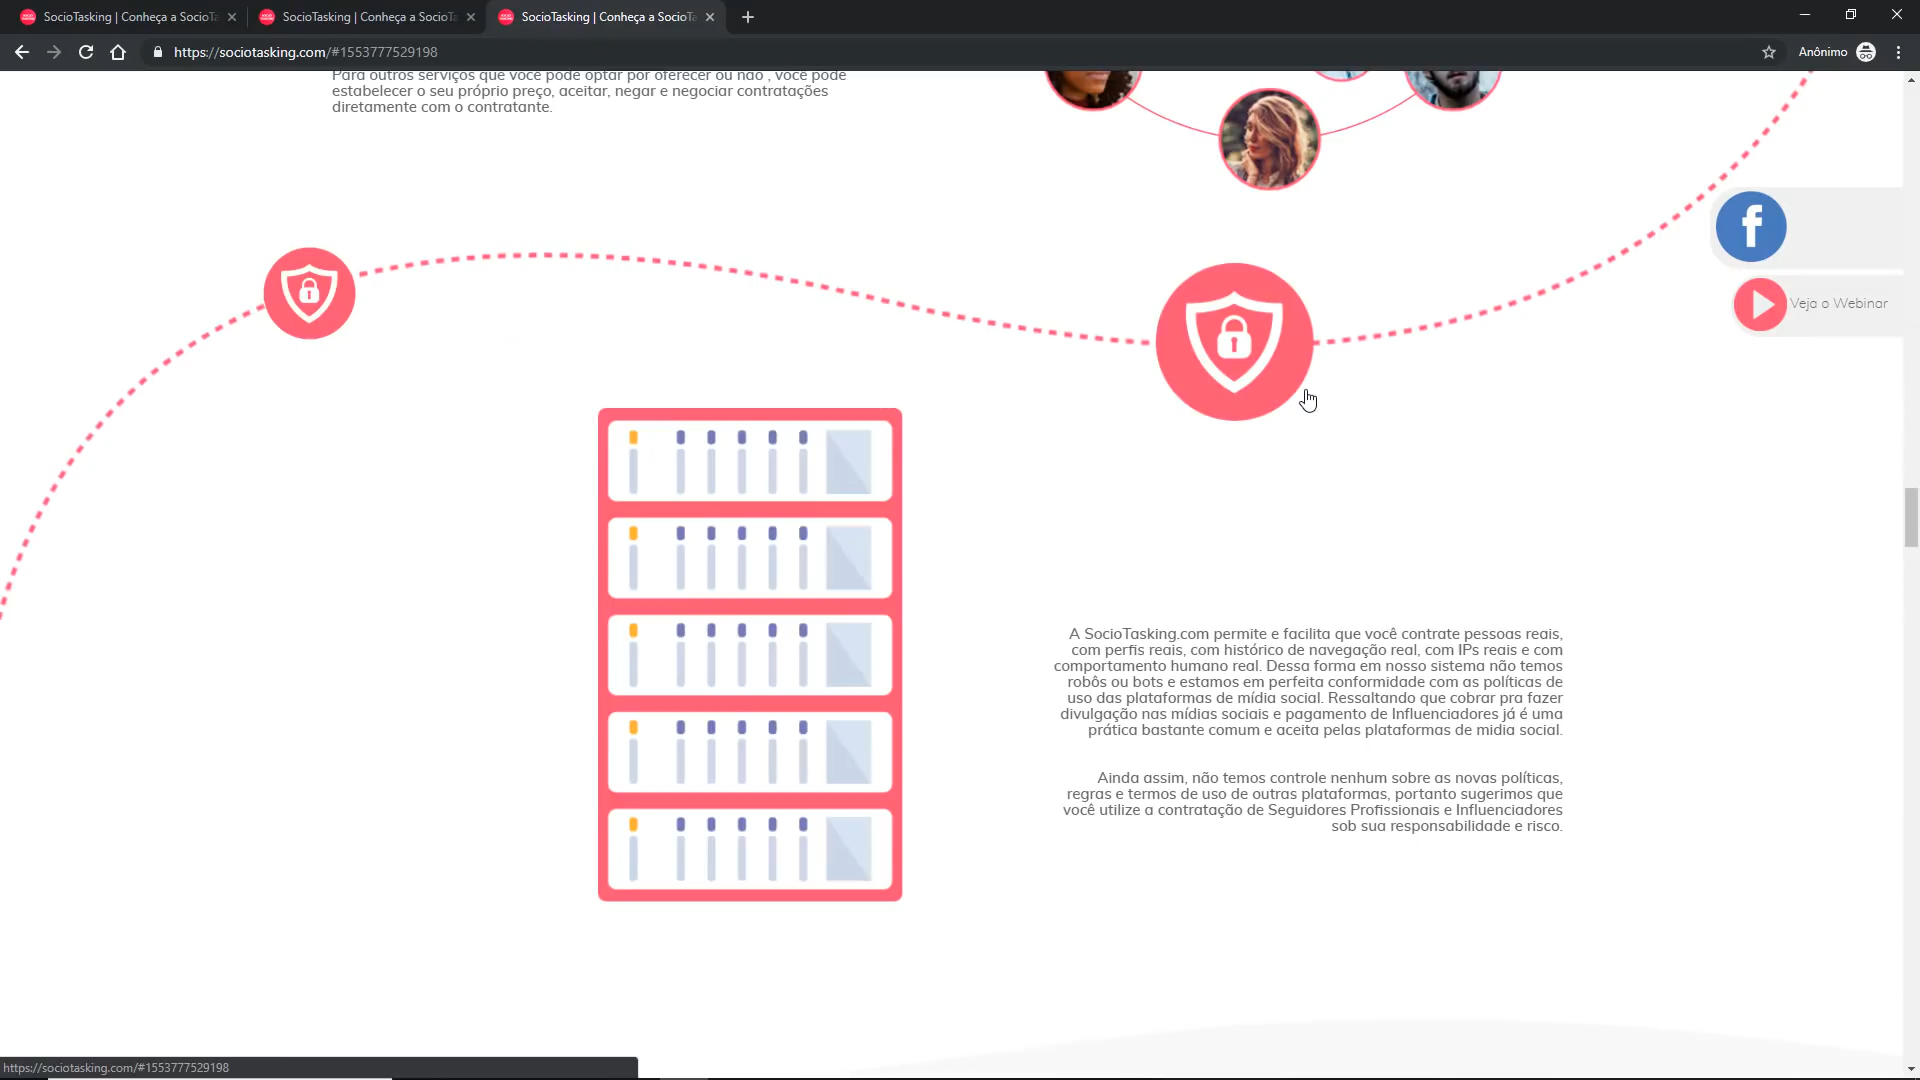 SocioTasking | Conheça a SocioTa
SocioTasking | Conheça a SocioTa
SocioTasking | Conheça a SocioTa
https://sociotasking.com/#1553777529198
Anônimo
Para outros serviços que você pode optar por oferecer ou não , você pode
estabelecer o seu próprio preço, aceitar, negar e negociar contratações
diretamente com o contratante.
f
Veja o Webinar
A SocioTasking.com permite e facilita que você contrate pessoas reais,
com perfis reais, com histórico de navegação real, com IPs reais e com
comportamento humano real. Dessa forma em nosso sistema não temos
robôs ou bots e estamos em perfeita conformidade com as políticas de
uso das plataformas de mídia social. Ressaltando que cobrar pra fazer
divulgação nas mídias sociais e pagamento de Influenciadores já é uma
prática bastante comum e aceita pelas plataformas de midia social.
Ainda assim, não temos controle nenhum sobre as novas políticas,
regras e termos de uso de outras plataformas, portanto sugerimos que
você utilize a contratação de Seguidores Profissionais e Influenciadores
sob sua responsabilidade e risco.
https://sociotasking.com/#1553777529198